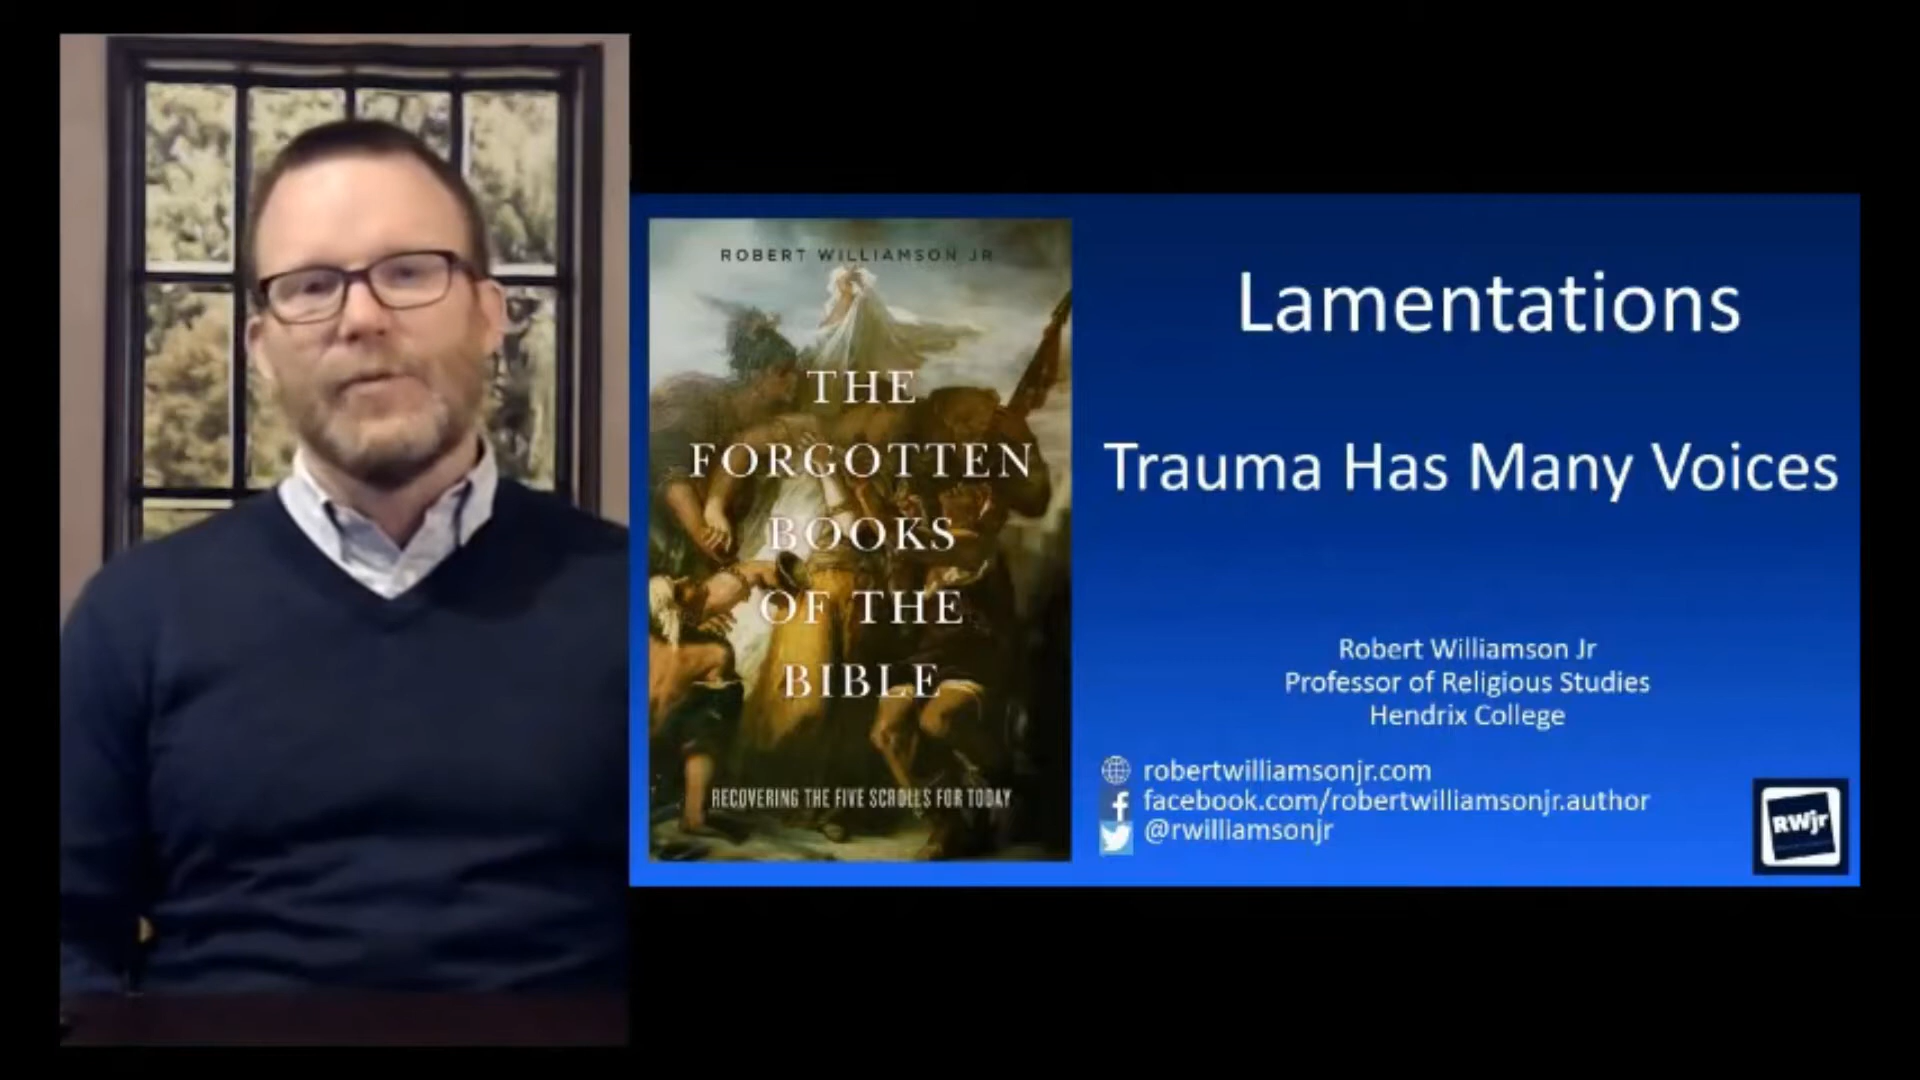 ROBERT WILLIAMSON JR
THE
FORGOTTEN
BOOKS
OF THE
BIBLE
RECOVERING THE FIVE SCROLLS FOR TODAY
Lamentations
Trauma Has Many Voices
Robert Williamson Jr
Professor of Religious Studies
Hendrix College
robertwilliamsonjr.com
facebook.com/robertwilliamsonjr.author
@rwilliamsonjr
RWjr